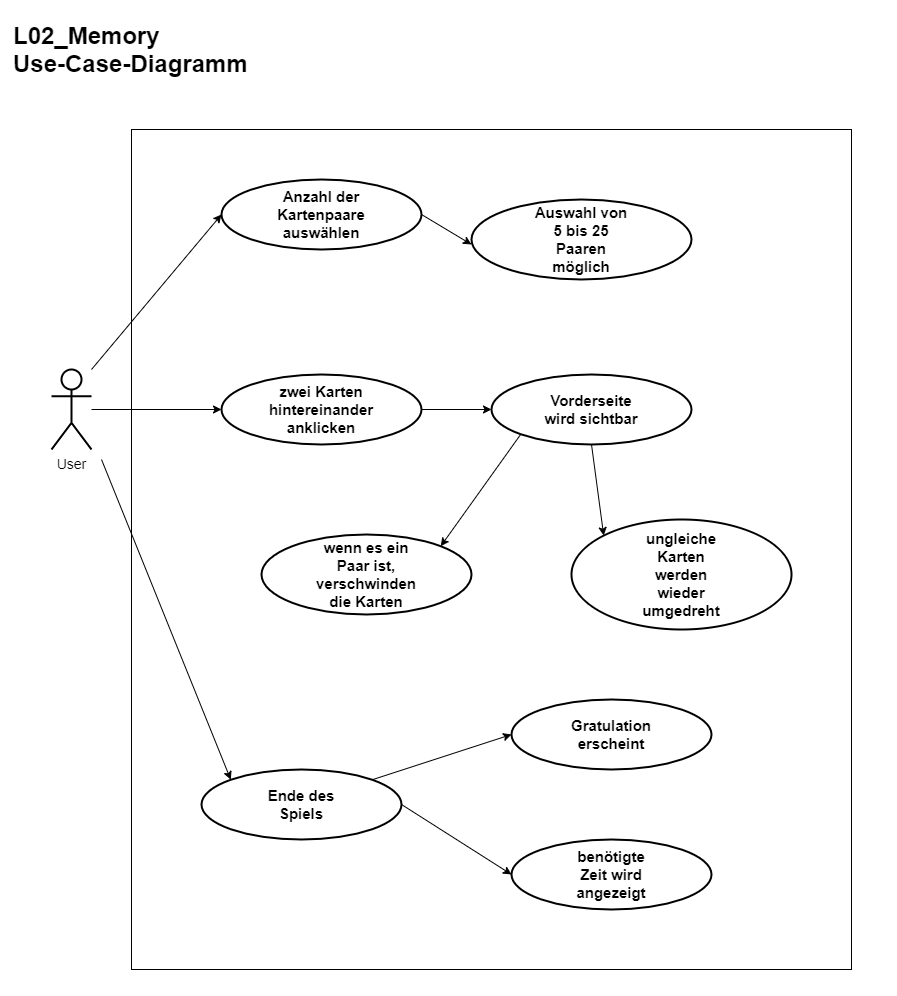 L02_Memory
Use-Case-Diagramm
Anzahl der
Kartenpaare
auswählen
Auswahl von
5 bis 25
Paaren
möglich
zwei Karten
hintereinander
anklicken
Vorderseite
wird sichtbar
User
wenn es ein
Paar ist,
verschwinden
die Karten
ungleiche
Karten
werden
wieder
umgedreht
Gratulation
erscheint
Ende des
Spiels
benötigte
Zeit wird
angezeigt